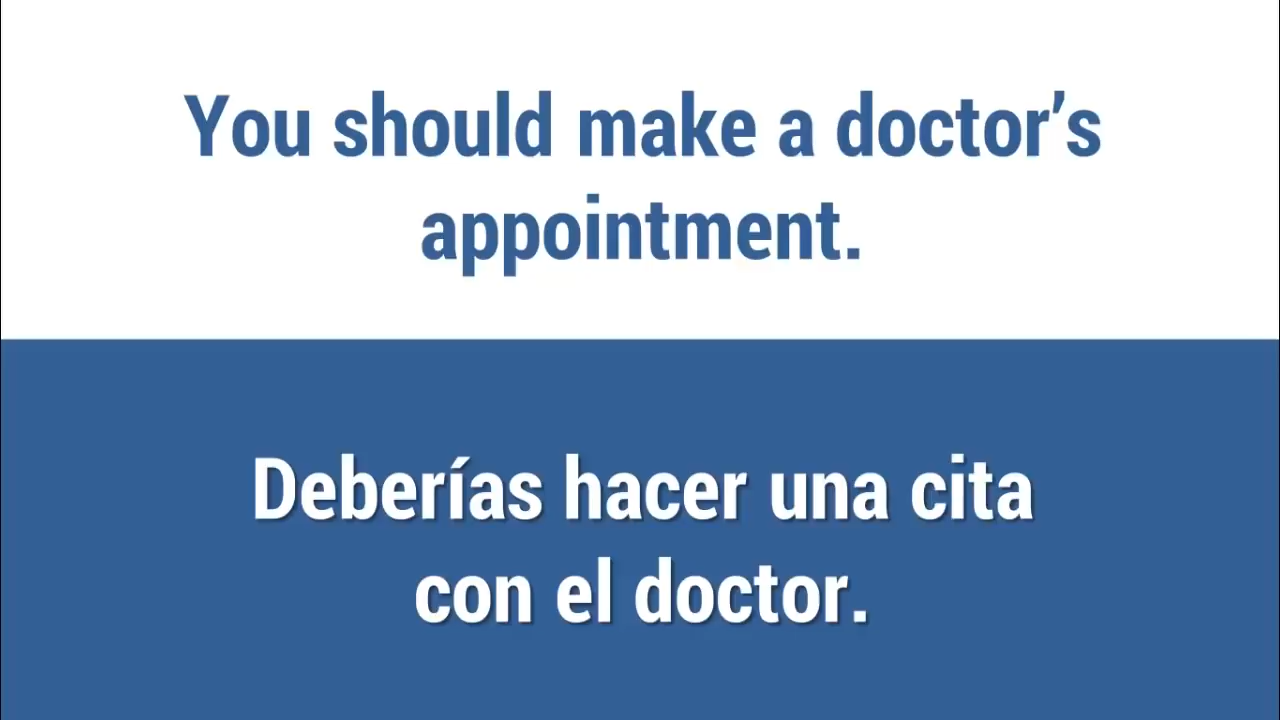 You should make a doctor’s
appointment.
Deberías hacer una cita
con el doctor.